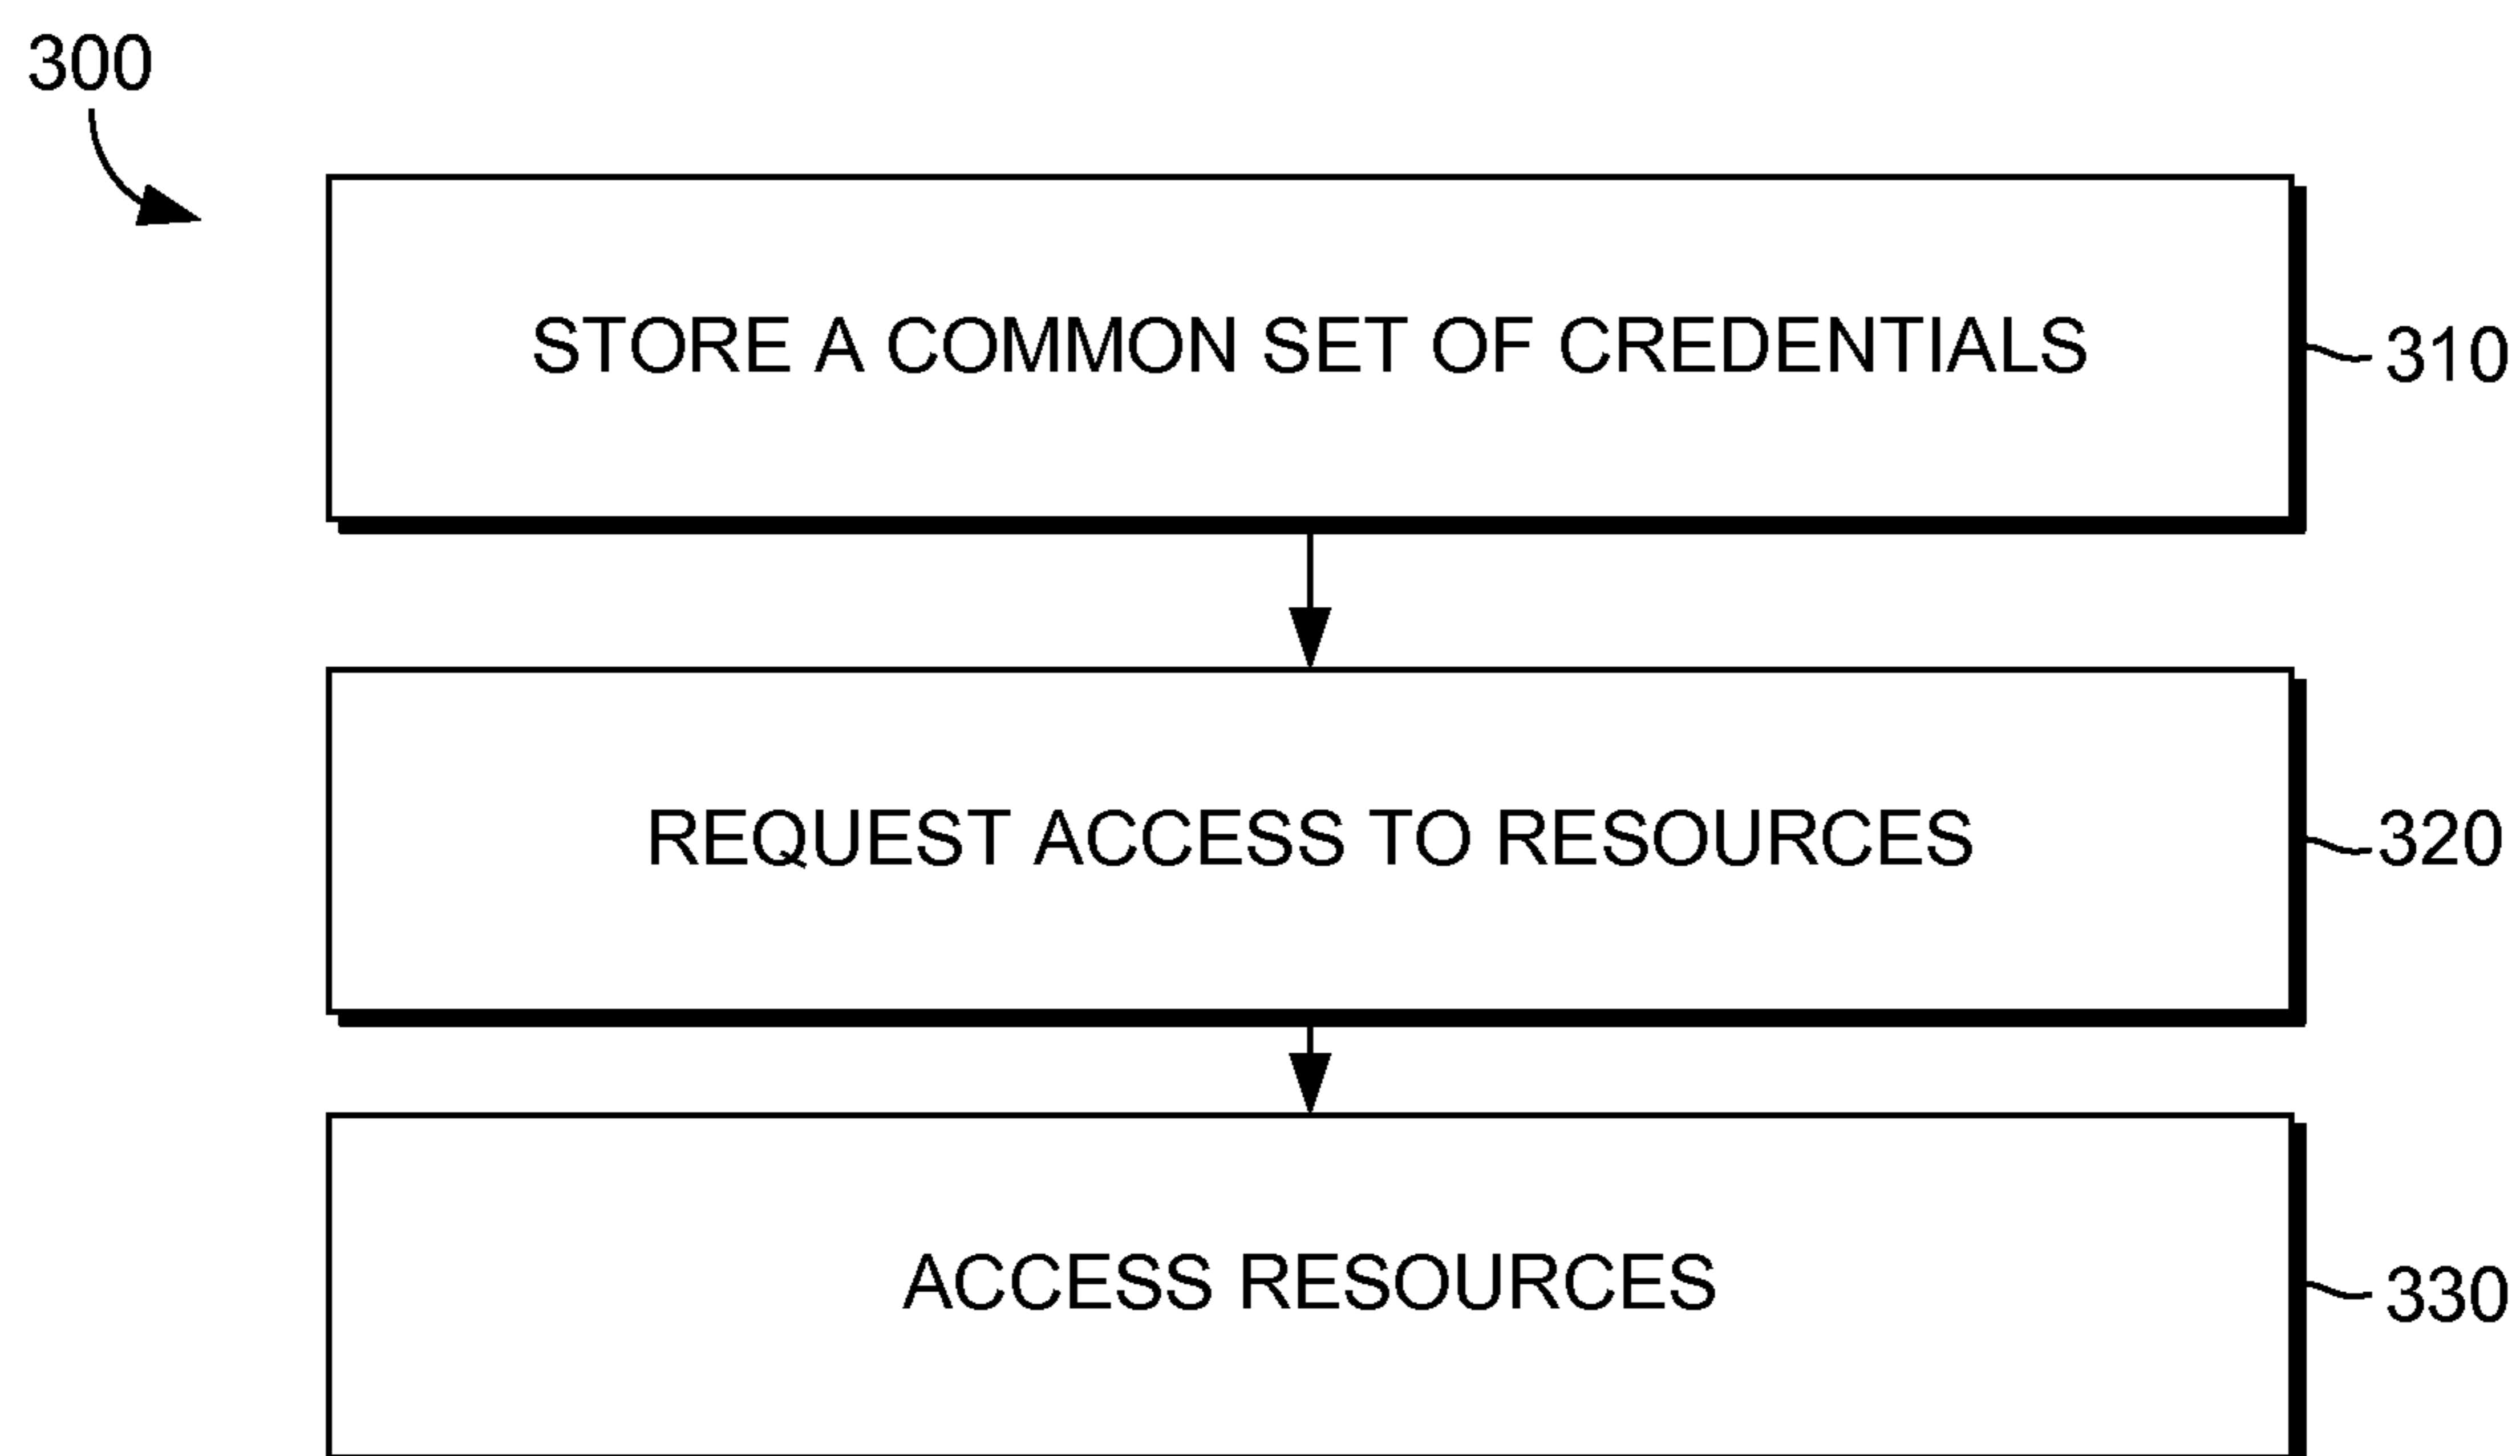 300
STORE A COMMON SET OF CREDENTIALS
310
REQUEST ACCESS TO RESOURCES
320
ACCESS RESOURCES
330